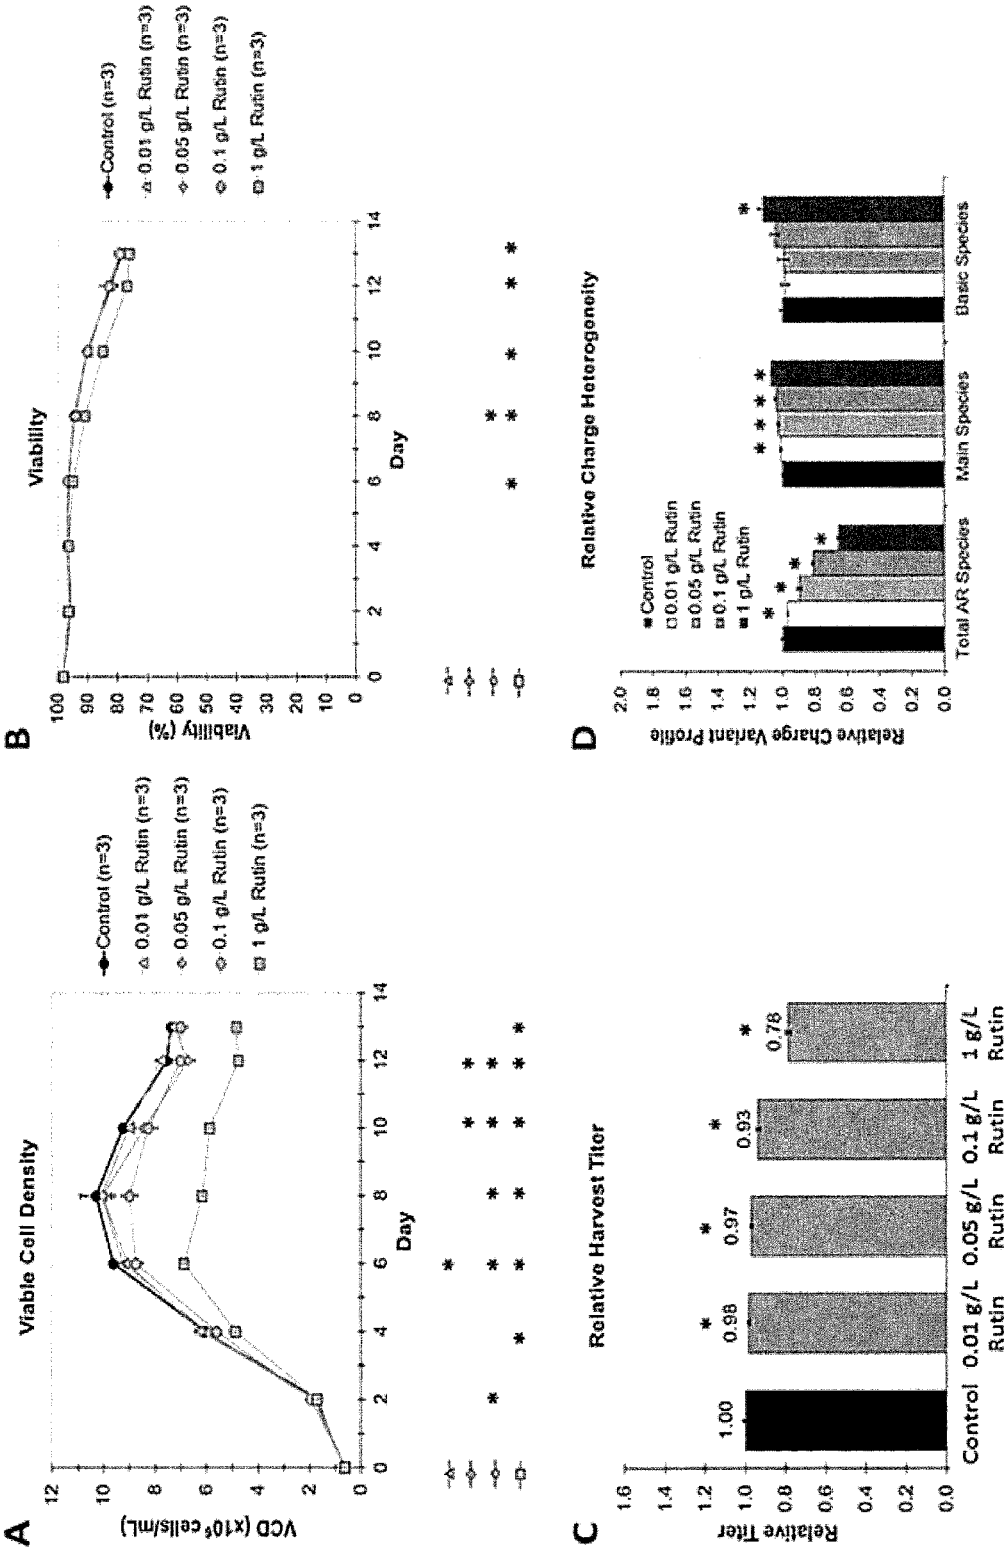 A
Viable Cell Density
VCD (x10⁶ cells/mL)
12
10
8
6
4
2
0
0 2 4 6 8 10 12 14
Day
Control (n=3)
0.01 g/L Rutin (n=3)
0.05 g/L Rutin (n=3)
0.1 g/L Rutin (n=3)
1 g/L Rutin (n=3)
* 
* * *
* * * * *
* * * * * *
B
Viability
Viability (%)
100
90
80
70
60
50
40
30
20
10
0
0 2 4 6 8 10 12 14
Day
Control (n=3)
0.01 g/L Rutin (n=3)
0.05 g/L Rutin (n=3)
0.1 g/L Rutin (n=3)
1 g/L Rutin (n=3)
*
* * * * *
C
Relative Harvest Titer
Relative Titer
1.6
1.4
1.2
1.0
0.8
0.6
0.4
0.2
0.0
* * * *
1.00 0.98 0.97 0.93 0.78
Control 0.01 g/L 0.05 g/L 0.1 g/L 1 g/L
Rutin Rutin Rutin Rutin
D
Relative Charge Heterogeneity
Relative Charge Variant Profile
2.0
1.8
1.6
1.4
1.2
1.0
0.8
0.6
0.4
0.2
0.0
Control
0.01 g/L Rutin
0.05 g/L Rutin
0.1 g/L Rutin
1 g/L Rutin
* * * * * * * * *
Total AR Species Main Species Basic Species